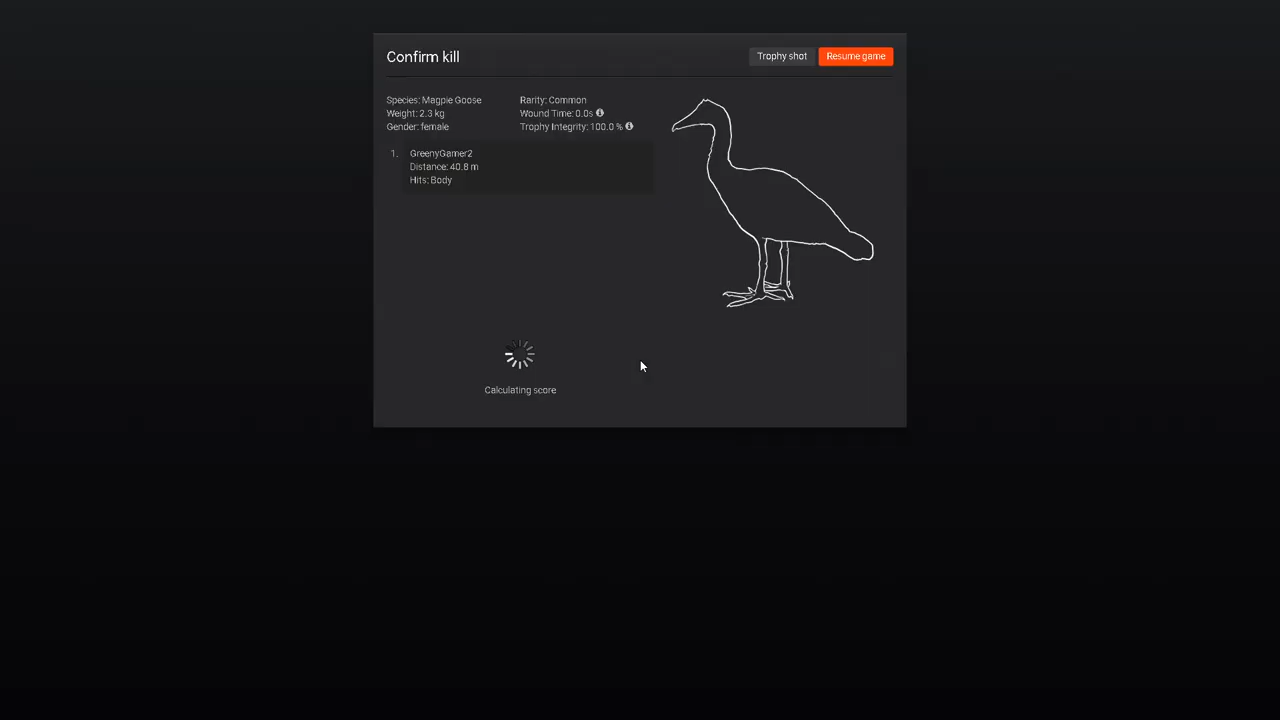 Confirm kill
Trophy shot
Resume game
Species: Magpie Goose
Weight: 2.3 kg
Gender: female
Rarity: Common
Wound Time: 0.0s
Trophy Integrity: 100.0 %
1.
GreenyGamer2
Distance: 40.8 m
Hits: Body
Calculating score